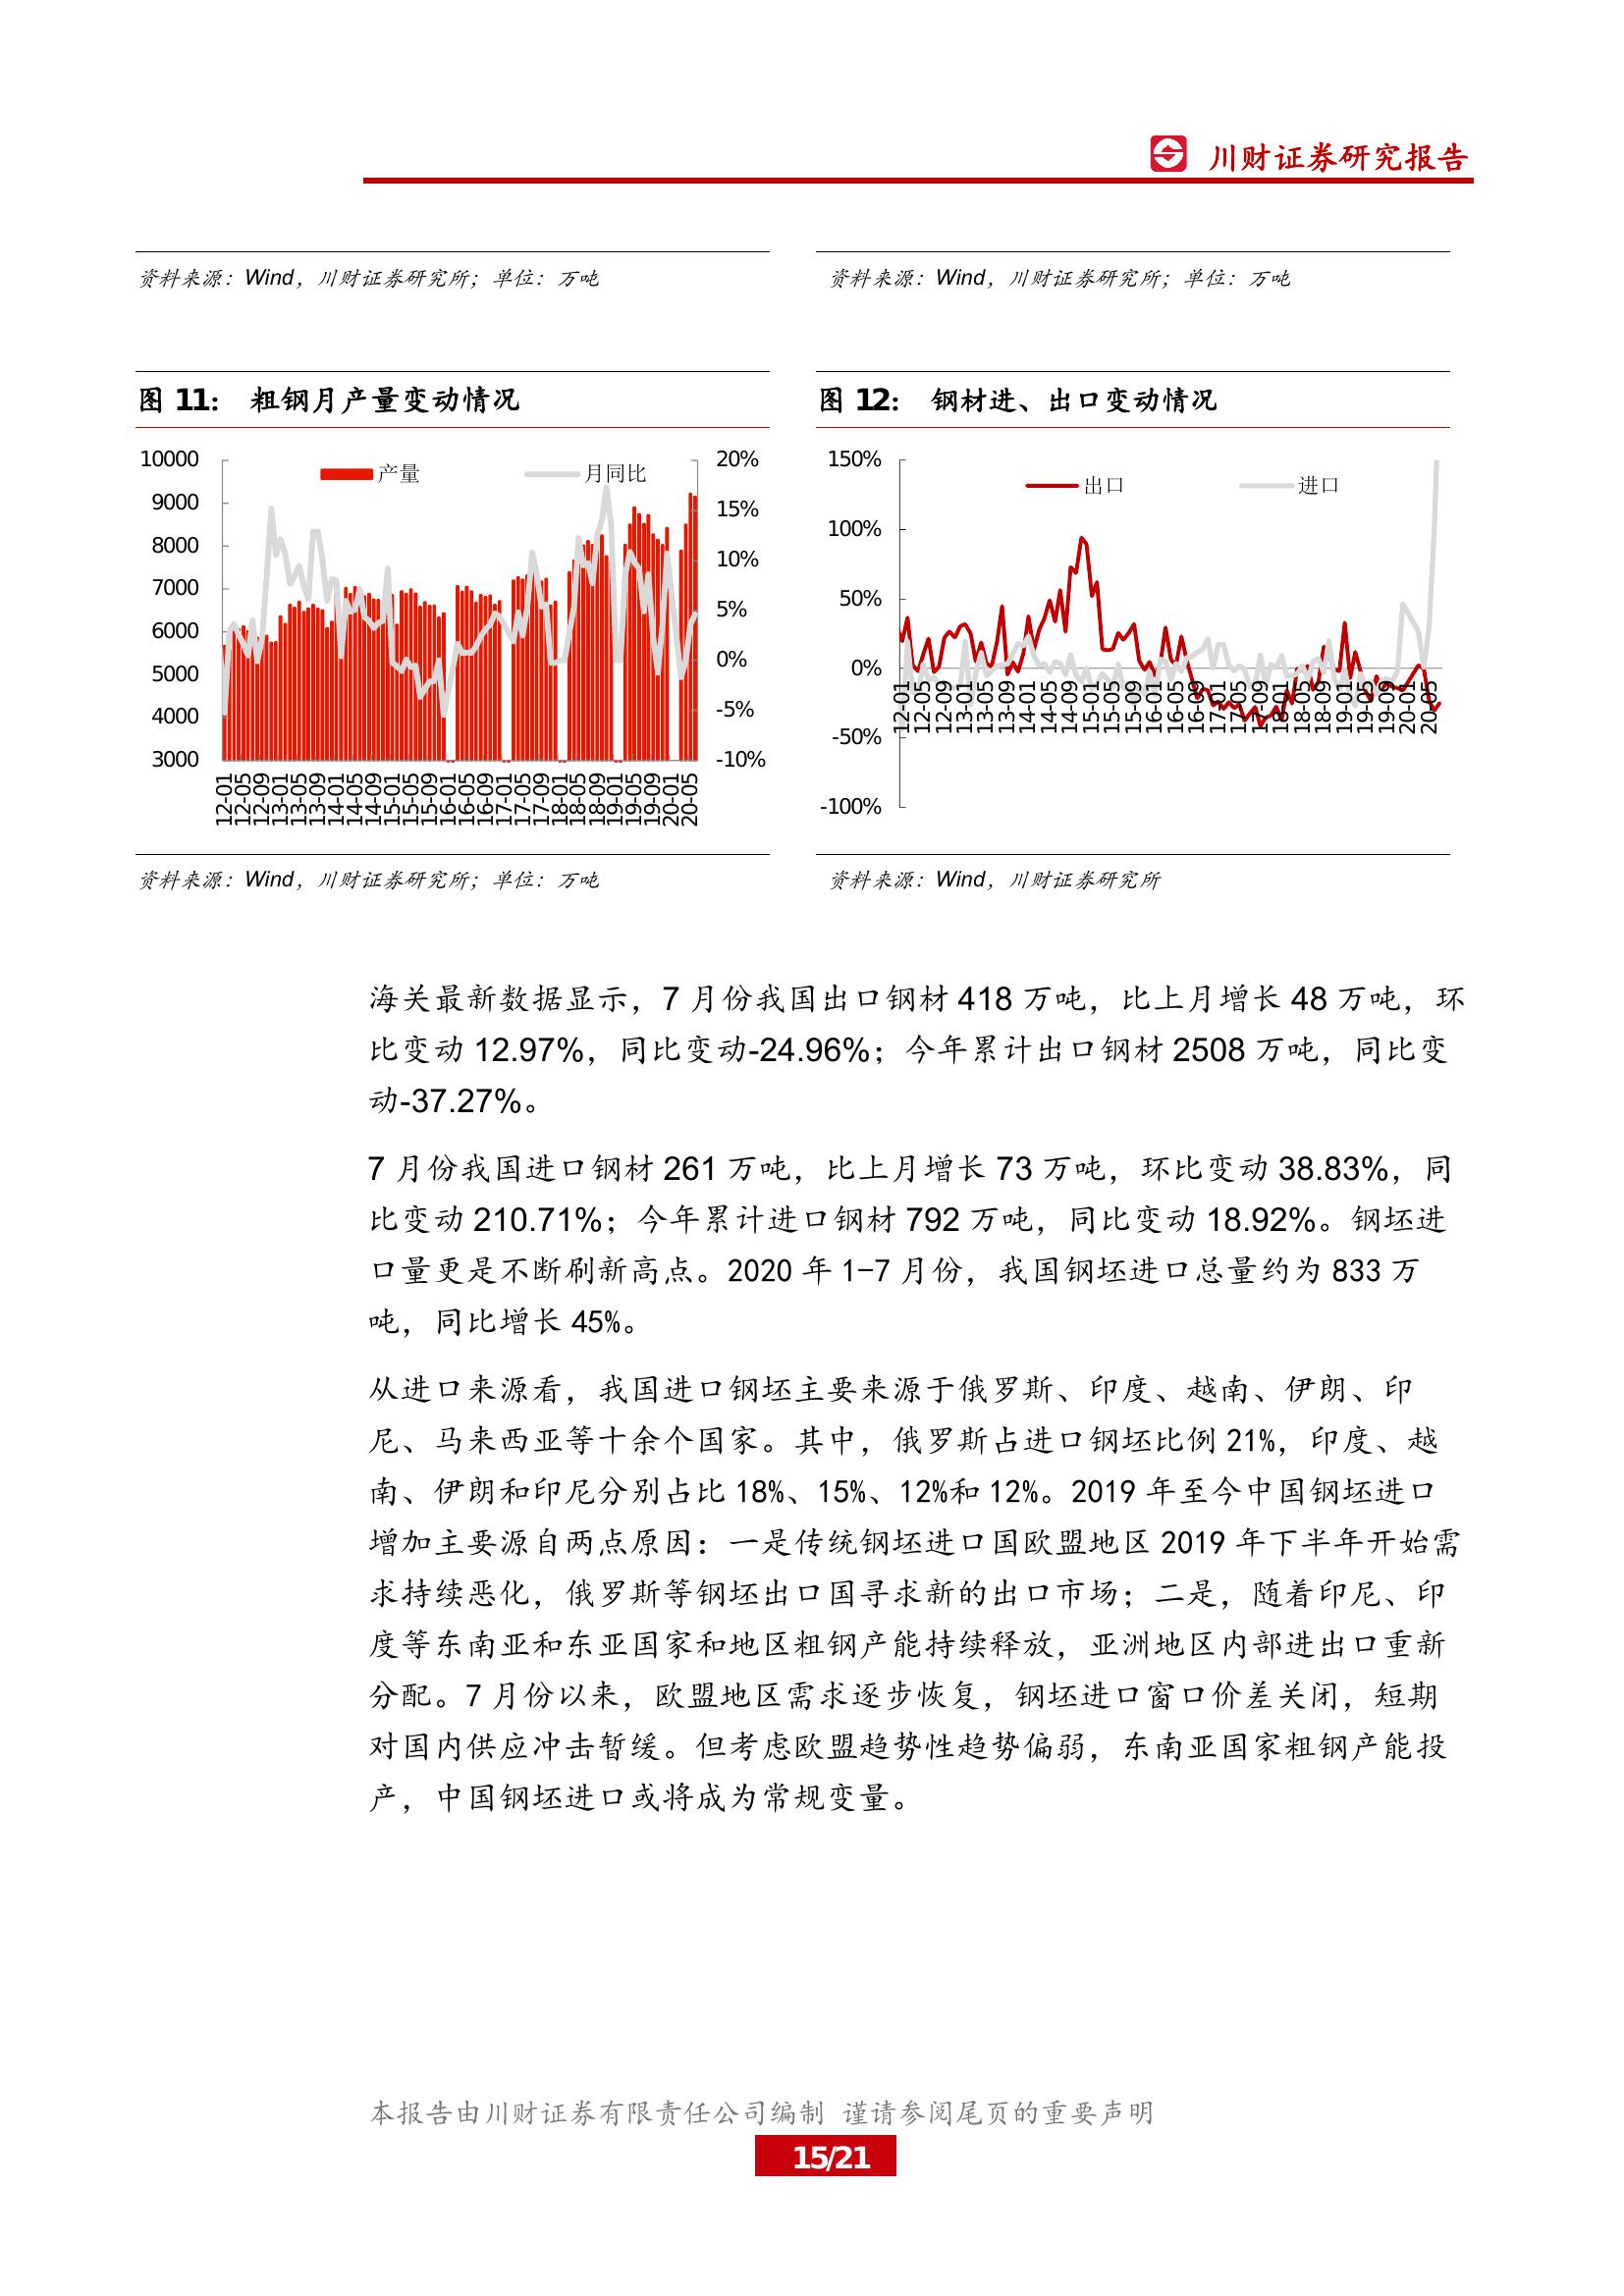 川财证券研究报告
资料来源：Wind，川财证券研究所；单位：万吨
资料来源：Wind，川财证券研究所；单位：万吨
图 11： 粗钢月产量变动情况
10000
9000
8000
7000
6000
5000
4000
3000
产量
月同比
20%
15%
10%
5%
0%
-5%
-10%
12-01
12-05
12-09
13-01
13-05
13-09
14-01
14-05
14-09
15-01
15-05
15-09
16-01
16-05
16-09
17-01
17-05
17-09
18-01
18-05
18-09
19-01
19-05
19-09
20-01
20-05
资料来源：Wind，川财证券研究所；单位：万吨
图 12： 钢材进、出口变动情况
150%
100%
50%
0%
-50%
-100%
出口
进口
12-01
12-05
12-09
13-01
13-05
13-09
14-01
14-05
14-09
15-01
15-05
15-09
16-01
16-05
16-09
17-01
17-05
17-09
18-01
18-05
18-09
19-01
19-05
19-09
20-01
20-05
资料来源：Wind，川财证券研究所
海关最新数据显示，7 月份我国出口钢材 418 万吨，比上月增长 48 万吨，环
比变动 12.97%，同比变动-24.96%；今年累计出口钢材 2508 万吨，同比变
动-37.27%。
7 月份我国进口钢材 261 万吨，比上月增长 73 万吨，环比变动 38.83%，同
比变动 210.71%；今年累计进口钢材 792 万吨，同比变动 18.92%。钢坯进
口量更是不断刷新高点。2020 年 1-7 月份，我国钢坯进口总量约为 833 万
吨，同比增长 45%。
从进口来源看，我国进口钢坯主要来源于俄罗斯、印度、越南、伊朗、印
尼、马来西亚等十余个国家。其中，俄罗斯占进口钢坯比例 21%，印度、越
南、伊朗和印尼分别占比 18%、15%、12%和 12%。2019 年至今中国钢坯进口
增加主要源自两点原因：一是传统钢坯进口国欧盟地区 2019 年下半年开始需
求持续恶化，俄罗斯等钢坯出口国寻求新的出口市场；二是，随着印尼、印
度等东南亚和东亚国家和地区粗钢产能持续释放，亚洲地区内部进出口重新
分配。7 月份以来，欧盟地区需求逐步恢复，钢坯进口窗口价差关闭，短期
对国内供应冲击暂缓。但考虑欧盟趋势性趋势偏弱，东南亚国家粗钢产能投
产，中国钢坯进口或将成为常规变量。
本报告由川财证券有限责任公司编制 谨请参阅尾页的重要声明
15/21